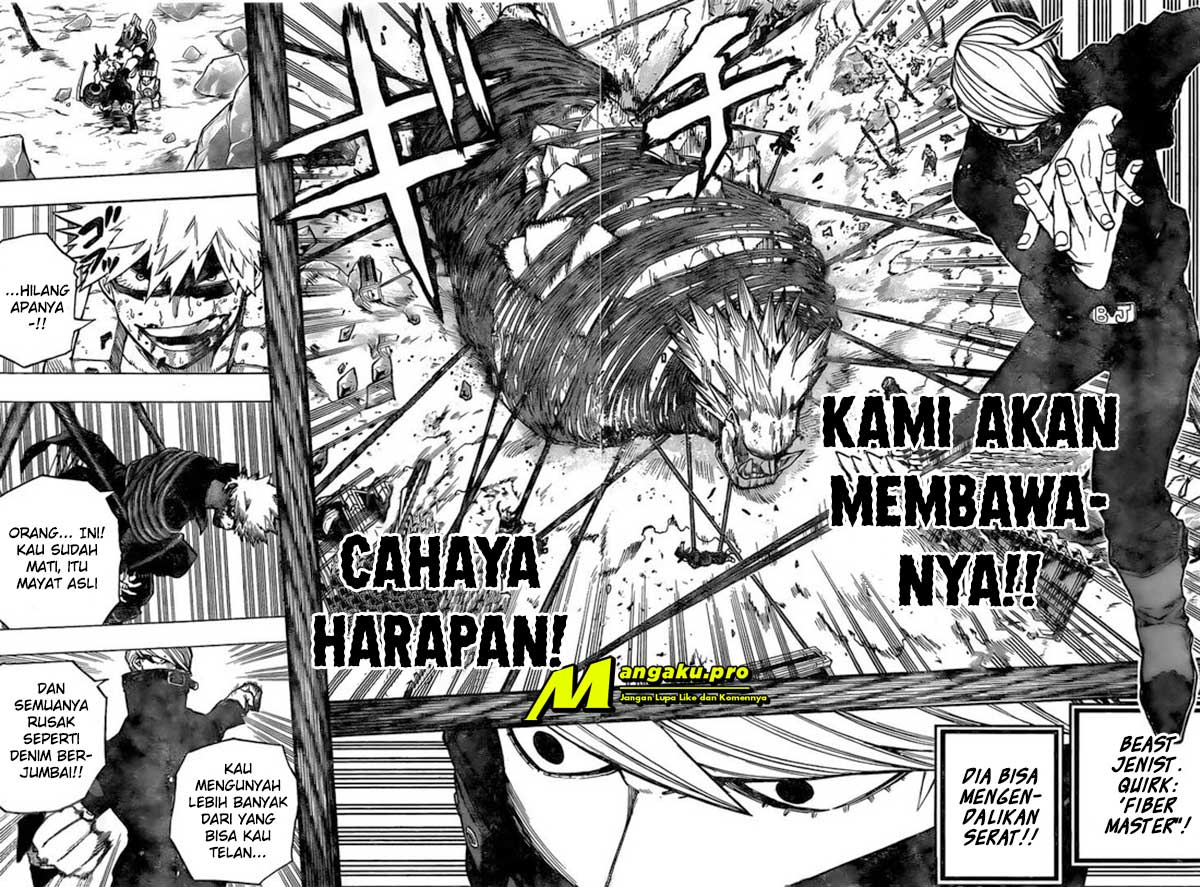 ギチ
KAMI AKAN
MEMBAWA-
NYA!!
CAHAYA
HARAPAN!
BJ
BEAST
JENIST.
QUIRK:
'FIBER
MASTER"!
DIA BISA
MENGEN-
DALIKAN
SERAT!!
...HILANG
APANYA
-!!
ORANG... INI!
KAU SUDAH
MATI, ITU
MAYAT ASLI
KAU
MENGUNYAH
LEBIH BANYAK
DARI YANG
BISA KAU
TELAN...
DAN
SEMUANYA
RUSAK
SEPERTI
DENIM BER-
JUMBAI!!
Mangaku.pro
Jangan Lupa Like dan Komennya